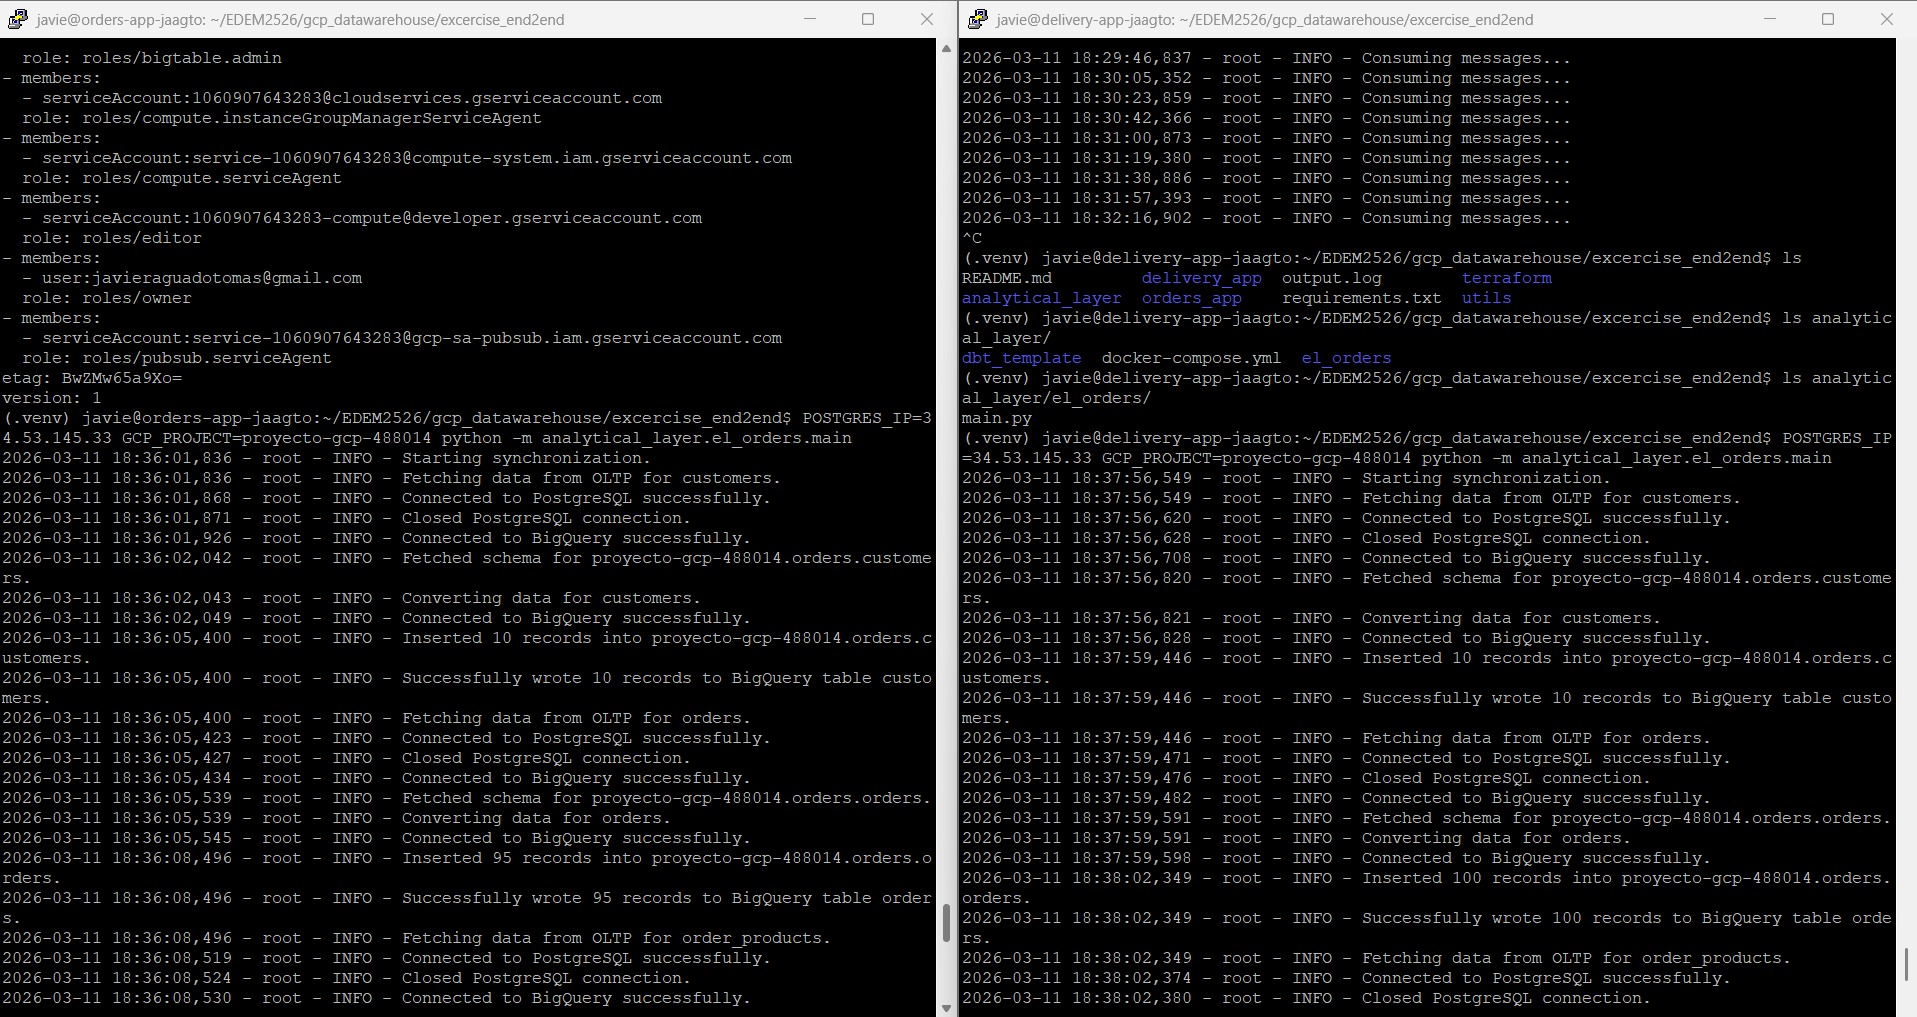 javie@orders-app-jaagto: ~/EDEM2526/gcp_datawarehouse/excercise_end2end
  role: roles/bigtable.admin
- members:
  - serviceAccount:1060907643283@cloudservices.gserviceaccount.com
  role: roles/compute.instanceGroupManagerServiceAgent
- members:
  - serviceAccount:service-1060907643283@compute-system.iam.gserviceaccount.com
  role: roles/compute.serviceAgent
- members:
  - serviceAccount:1060907643283-compute@developer.gserviceaccount.com
  role: roles/editor
- members:
  - user:javieraguadotomas@gmail.com
  role: roles/owner
- members:
  - serviceAccount:service-1060907643283@gcp-sa-pubsub.iam.gserviceaccount.com
  role: roles/pubsub.serviceAgent
etag: BwZMw65a9Xo=
version: 1
(.venv) javie@orders-app-jaagto:~/EDEM2526/gcp_datawarehouse/excercise_end2end$ POSTGRES_IP=3
4.53.145.33 GCP_PROJECT=proyecto-gcp-488014 python -m analytical_layer.el_orders.main
2026-03-11 18:36:01,836 - root - INFO - Starting synchronization.
2026-03-11 18:36:01,836 - root - INFO - Fetching data from OLTP for customers.
2026-03-11 18:36:01,868 - root - INFO - Connected to PostgreSQL successfully.
2026-03-11 18:36:01,871 - root - INFO - Closed PostgreSQL connection.
2026-03-11 18:36:01,926 - root - INFO - Connected to BigQuery successfully.
2026-03-11 18:36:02,042 - root - INFO - Fetched schema for proyecto-gcp-488014.orders.custome
rs.
2026-03-11 18:36:02,043 - root - INFO - Converting data for customers.
2026-03-11 18:36:02,049 - root - INFO - Connected to BigQuery successfully.
2026-03-11 18:36:05,400 - root - INFO - Inserted 10 records into proyecto-gcp-488014.orders.c
ustomers.
2026-03-11 18:36:05,400 - root - INFO - Successfully wrote 10 records to BigQuery table custo
mers.
2026-03-11 18:36:05,400 - root - INFO - Fetching data from OLTP for orders.
2026-03-11 18:36:05,423 - root - INFO - Connected to PostgreSQL successfully.
2026-03-11 18:36:05,427 - root - INFO - Closed PostgreSQL connection.
2026-03-11 18:36:05,434 - root - INFO - Connected to BigQuery successfully.
2026-03-11 18:36:05,539 - root - INFO - Fetched schema for proyecto-gcp-488014.orders.orders.
2026-03-11 18:36:05,539 - root - INFO - Converting data for orders.
2026-03-11 18:36:05,545 - root - INFO - Connected to BigQuery successfully.
2026-03-11 18:36:08,496 - root - INFO - Inserted 95 records into proyecto-gcp-488014.orders.o
rders.
2026-03-11 18:36:08,496 - root - INFO - Successfully wrote 95 records to BigQuery table order
s.
2026-03-11 18:36:08,496 - root - INFO - Fetching data from OLTP for order_products.
2026-03-11 18:36:08,519 - root - INFO - Connected to PostgreSQL successfully.
2026-03-11 18:36:08,524 - root - INFO - Closed PostgreSQL connection.
2026-03-11 18:36:08,530 - root - INFO - Connected to BigQuery successfully.
javie@delivery-app-jaagto: ~/EDEM2526/gcp_datawarehouse/excercise_end2end
2026-03-11 18:29:46,837 - root - INFO - Consuming messages...
2026-03-11 18:30:05,352 - root - INFO - Consuming messages...
2026-03-11 18:30:23,859 - root - INFO - Consuming messages...
2026-03-11 18:30:42,366 - root - INFO - Consuming messages...
2026-03-11 18:31:00,873 - root - INFO - Consuming messages...
2026-03-11 18:31:19,380 - root - INFO - Consuming messages...
2026-03-11 18:31:38,886 - root - INFO - Consuming messages...
2026-03-11 18:31:57,393 - root - INFO - Consuming messages...
2026-03-11 18:32:16,902 - root - INFO - Consuming messages...
^C
(.venv) javie@delivery-app-jaagto:~/EDEM2526/gcp_datawarehouse/excercise_end2end$ ls
README.md         delivery_app  output.log        terraform
analytical_layer  orders_app    requirements.txt  utils
(.venv) javie@delivery-app-jaagto:~/EDEM2526/gcp_datawarehouse/excercise_end2end$ ls analytic
al_layer/
dbt_template  docker-compose.yml  el_orders
(.venv) javie@delivery-app-jaagto:~/EDEM2526/gcp_datawarehouse/excercise_end2end$ ls analytic
al_layer/el_orders/
main.py
(.venv) javie@delivery-app-jaagto:~/EDEM2526/gcp_datawarehouse/excercise_end2end$ POSTGRES_IP
=34.53.145.33 GCP_PROJECT=proyecto-gcp-488014 python -m analytical_layer.el_orders.main
2026-03-11 18:37:56,549 - root - INFO - Starting synchronization.
2026-03-11 18:37:56,549 - root - INFO - Fetching data from OLTP for customers.
2026-03-11 18:37:56,620 - root - INFO - Connected to PostgreSQL successfully.
2026-03-11 18:37:56,628 - root - INFO - Closed PostgreSQL connection.
2026-03-11 18:37:56,708 - root - INFO - Connected to BigQuery successfully.
2026-03-11 18:37:56,820 - root - INFO - Fetched schema for proyecto-gcp-488014.orders.custome
rs.
2026-03-11 18:37:56,821 - root - INFO - Converting data for customers.
2026-03-11 18:37:56,828 - root - INFO - Connected to BigQuery successfully.
2026-03-11 18:37:59,446 - root - INFO - Inserted 10 records into proyecto-gcp-488014.orders.c
ustomers.
2026-03-11 18:37:59,446 - root - INFO - Successfully wrote 10 records to BigQuery table custo
mers.
2026-03-11 18:37:59,446 - root - INFO - Fetching data from OLTP for orders.
2026-03-11 18:37:59,471 - root - INFO - Connected to PostgreSQL successfully.
2026-03-11 18:37:59,476 - root - INFO - Closed PostgreSQL connection.
2026-03-11 18:37:59,482 - root - INFO - Connected to BigQuery successfully.
2026-03-11 18:37:59,591 - root - INFO - Fetched schema for proyecto-gcp-488014.orders.orders.
2026-03-11 18:37:59,591 - root - INFO - Converting data for orders.
2026-03-11 18:37:59,598 - root - INFO - Connected to BigQuery successfully.
2026-03-11 18:38:02,349 - root - INFO - Inserted 100 records into proyecto-gcp-488014.orders.
orders.
2026-03-11 18:38:02,349 - root - INFO - Successfully wrote 100 records to BigQuery table orde
rs.
2026-03-11 18:38:02,349 - root - INFO - Fetching data from OLTP for order_products.
2026-03-11 18:38:02,374 - root - INFO - Connected to PostgreSQL successfully.
2026-03-11 18:38:02,380 - root - INFO - Closed PostgreSQL connection.